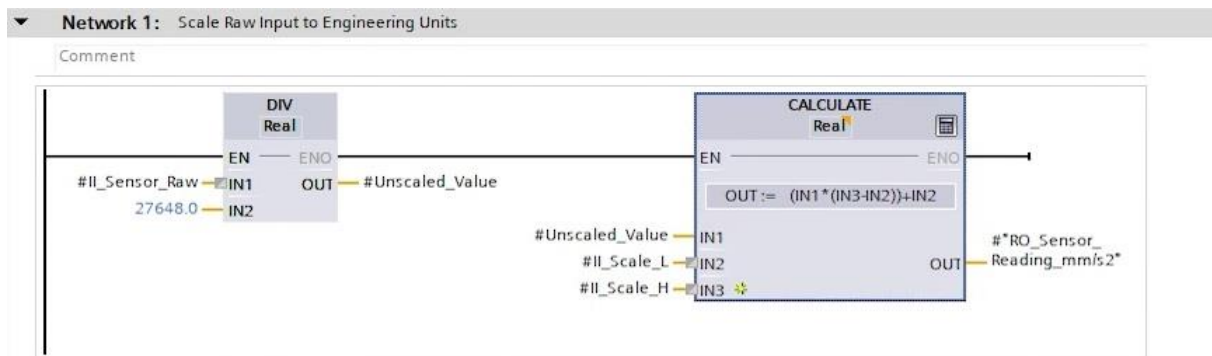 Network 1: Scale Raw Input to Engineering Units
Comment
DIV
Real
EN ENO
#II_Sensor_Raw IN1 OUT #Unscaled_Value
27648.0 IN2
CALCULATE
Real
EN ENO
OUT := (IN1*(IN3-IN2))+IN2
#Unscaled_Value IN1
#II_Scale_L IN2
#II_Scale_H IN3
OUT
#"RO_Sensor_
Reading_mm/s2"